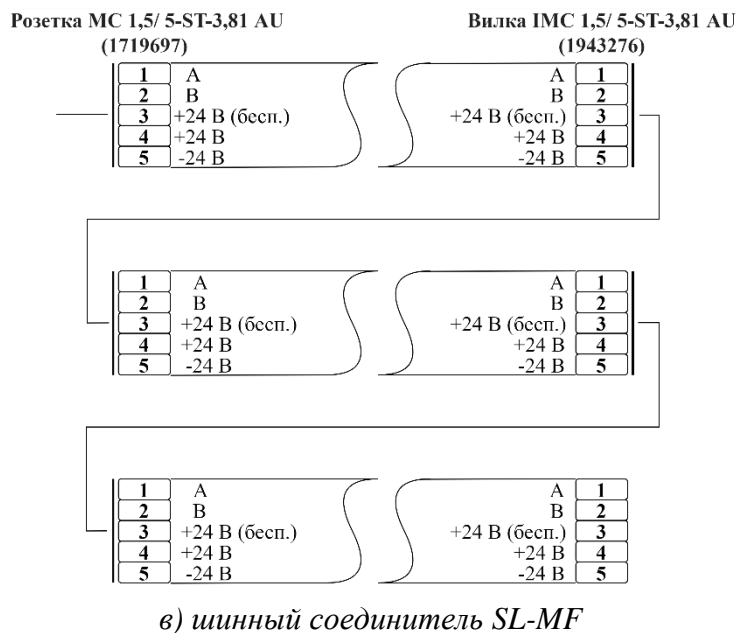 Розетка MC 1,5/ 5-ST-3,81 AU
(1719697)
Вилка IMC 1,5/ 5-ST-3,81 AU
(1943276)
1 A A 1
2 B B 2
3 +24 В (бесп.) +24 В (бесп.) 3
4 +24 В +24 В 4
5 -24 В -24 В 5
1 A A 1
2 B B 2
3 +24 В (бесп.) +24 В (бесп.) 3
4 +24 В +24 В 4
5 -24 В -24 В 5
1 A A 1
2 B B 2
3 +24 В (бесп.) +24 В (бесп.) 3
4 +24 В +24 В 4
5 -24 В -24 В 5
в) шинный соединитель SL-MF